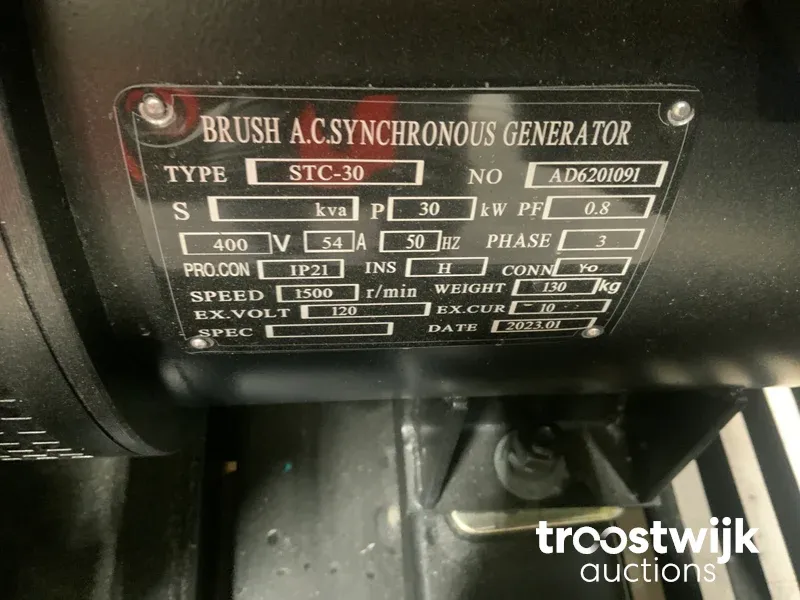 BRUSH A.C.SYNCHRONOUS GENERATOR
TYPE STC-30 NO AD6201091
S kva P 30 kW PF 0.8
400 V 54 A 50 HZ PHASE 3
PRO.CON IP21 INS H CONN Yo
SPEED 1500 r/min WEIGHT 130 kg
EX.VOLT 120 EX.CUR 10
SPEC DATE 2023.01
troostwijk
auctions